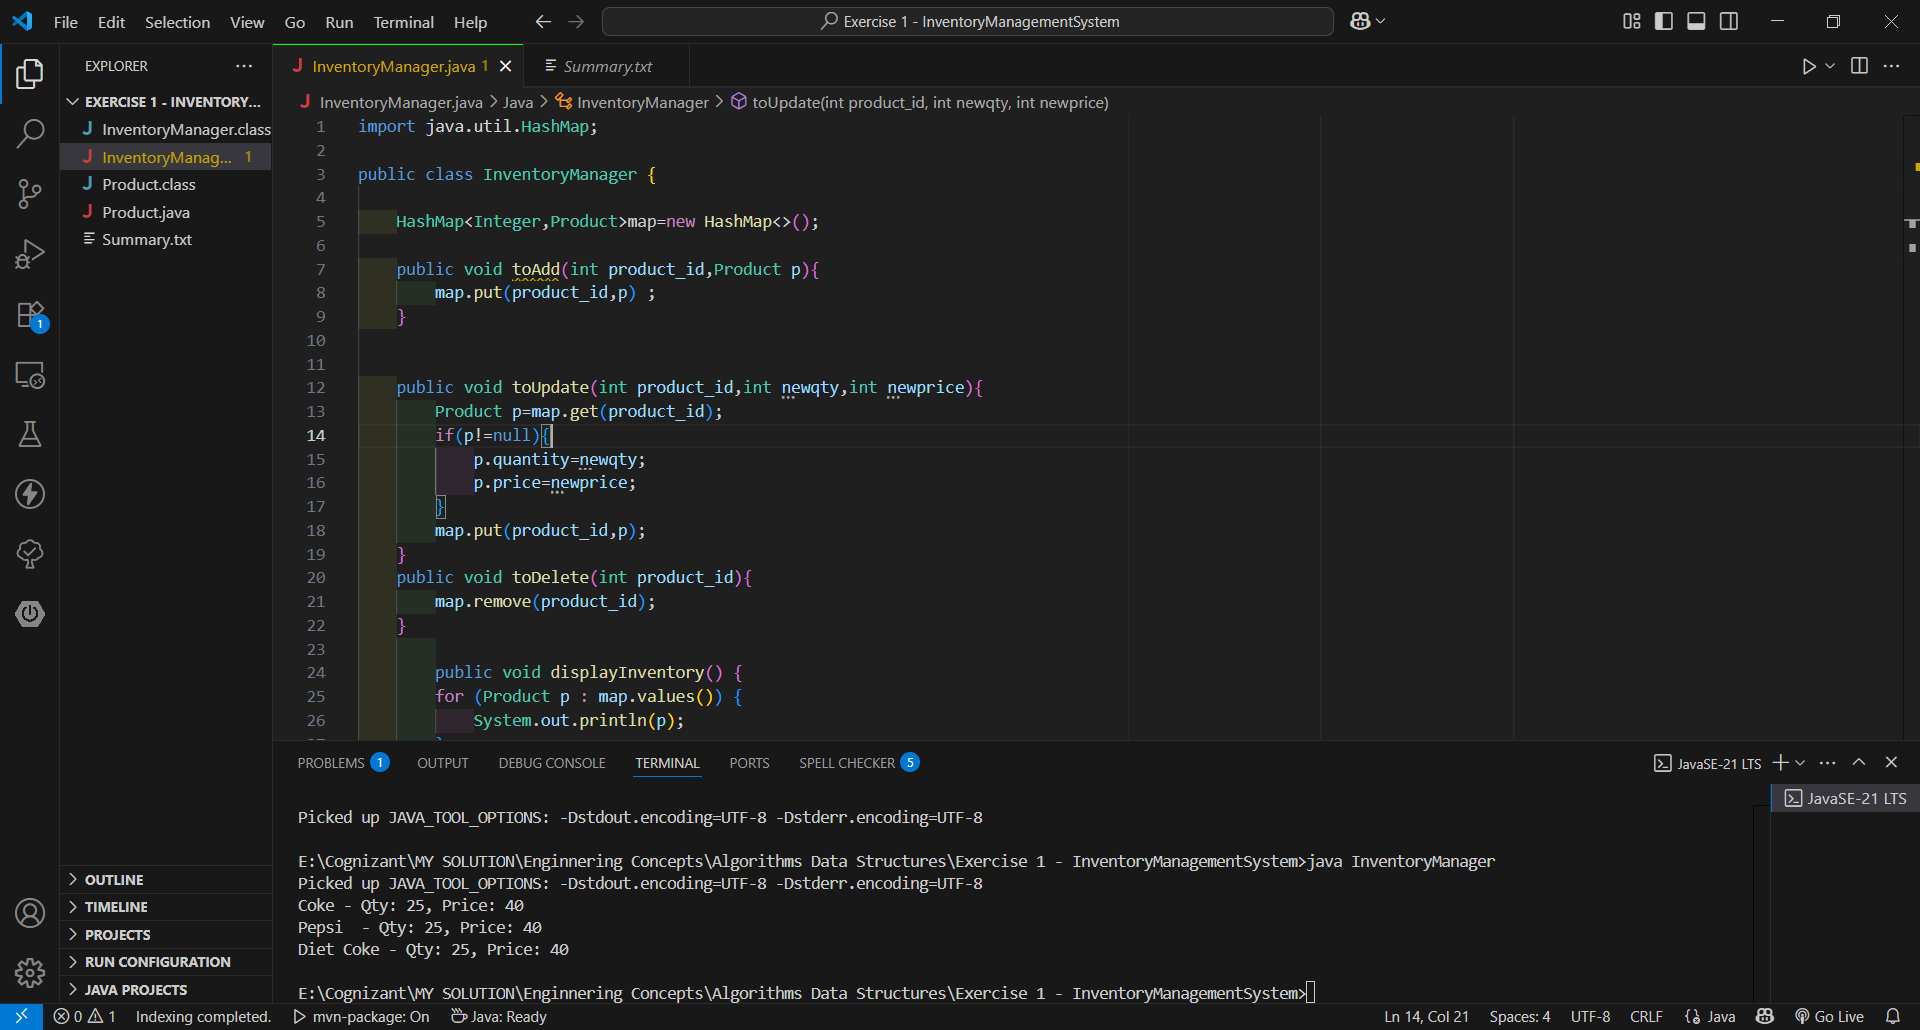 File Edit Selection View Go Run Terminal Help
Exercise 1 - InventoryManagementSystem
EXPLORER
EXERCISE 1 - INVENTORY...
InventoryManager.class
InventoryManag... 1
Product.class
Product.java
Summary.txt
OUTLINE
TIMELINE
PROJECTS
RUN CONFIGURATION
JAVA PROJECTS
1
InventoryManager.java 1
Summary.txt
InventoryManager.java > Java > InventoryManager > toUpdate(int product_id, int newqty, int newprice)
1 import java.util.HashMap;
2
3 public class InventoryManager {
4
5 HashMap<Integer,Product>map=new HashMap<>();
6
7 public void toAdd(int product_id,Product p){
8 map.put(product_id,p) ;
9 }
10
11
12 public void toUpdate(int product_id,int newqty,int newprice){
13 Product p=map.get(product_id);
14 if(p!=null){
15 p.quantity=newqty;
16 p.price=newprice;
17 }
18 map.put(product_id,p);
19 }
20 public void toDelete(int product_id){
21 map.remove(product_id);
22 }
23
24 public void displayInventory() {
25 for (Product p : map.values()) {
26 System.out.println(p);
PROBLEMS 1 OUTPUT DEBUG CONSOLE TERMINAL PORTS SPELL CHECKER 5
JavaSE-21 LTS
JavaSE-21 LTS
Picked up JAVA_TOOL_OPTIONS: -Dstdout.encoding=UTF-8 -Dstderr.encoding=UTF-8
E:\Cognizant\MY SOLUTION\Enginnering Concepts\Algorithms Data Structures\Exercise 1 - InventoryManagementSystem>java InventoryManager
Picked up JAVA_TOOL_OPTIONS: -Dstdout.encoding=UTF-8 -Dstderr.encoding=UTF-8
Coke - Qty: 25, Price: 40
Pepsi  - Qty: 25, Price: 40
Diet Coke - Qty: 25, Price: 40
E:\Cognizant\MY SOLUTION\Enginnering Concepts\Algorithms Data Structures\Exercise 1 - InventoryManagementSystem>
0 1 Indexing completed. mvn-package: On Java: Ready
Ln 14, Col 21 Spaces: 4 UTF-8 CRLF {} Java Go Live